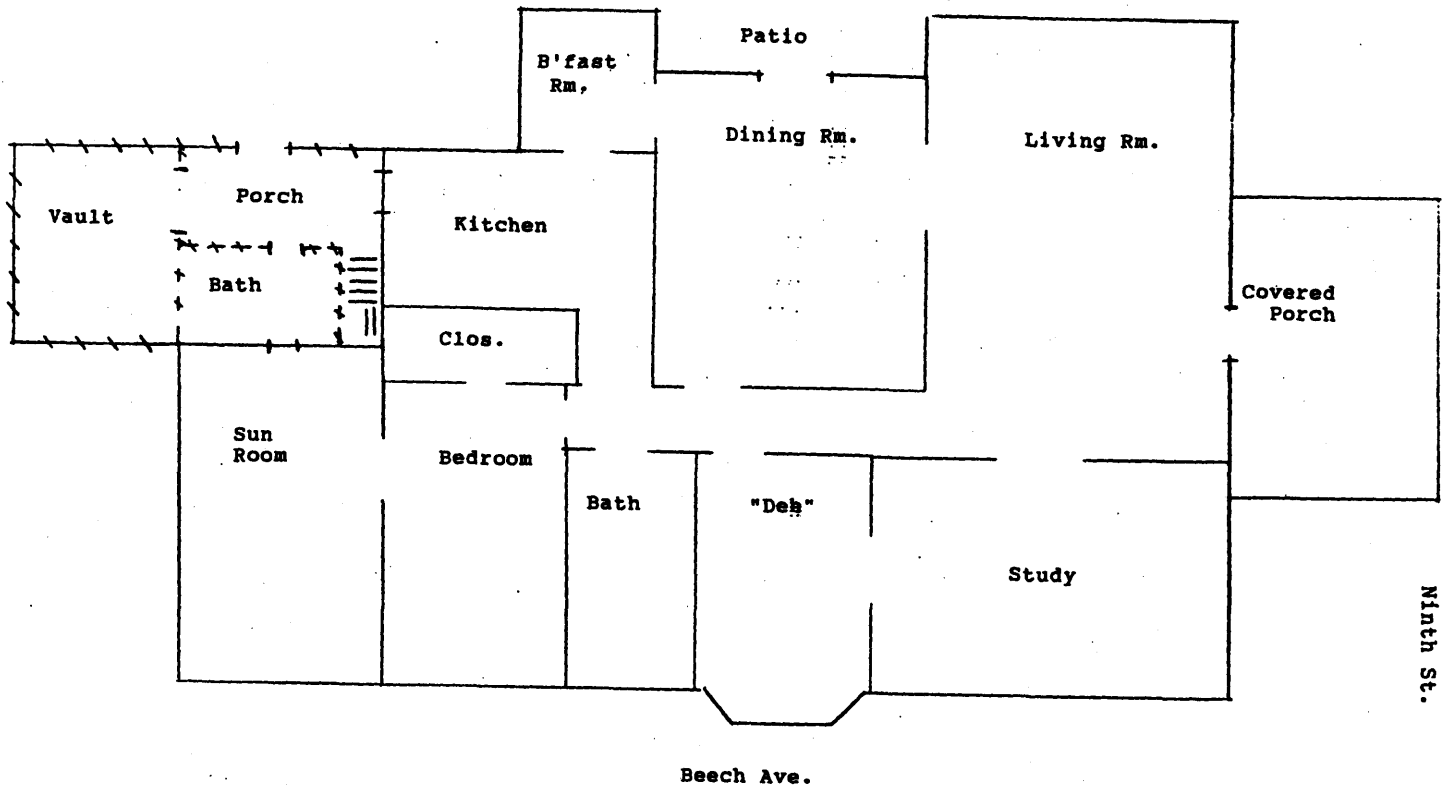 Patio
B'fast
Rm.
Dining Rm.
Living Rm.
Porch
Vault
Kitchen
Bath
Covered
Porch
Clos.
Sun
Room
Bedroom
Bath
"Den"
Study
Ninth St.
Beech Ave.